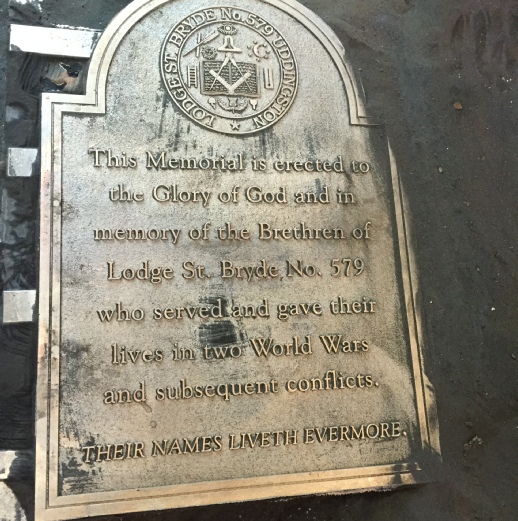 LODGE ST. BRYDE No. 579 UDDINGSTON
This Memorial is erected to
the Glory of God and in
memory of the Brethren of
Lodge St. Bryde, No. 579
who served and gave their
lives in two World Wars
and subsequent conflicts.
THEIR NAMES LIVETH EVERMORE.